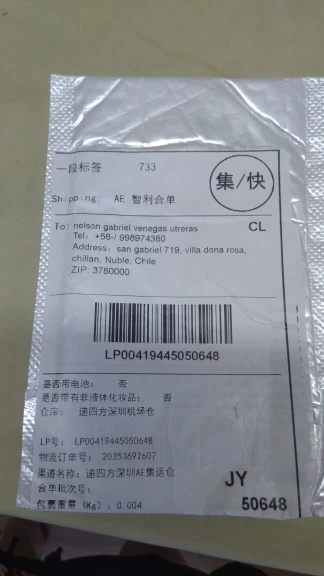 一段标签 733
集/快
Shipping: AE 智利合单
To: nelson gabriel venegas utreras CL
Tel: +56-/ 998974380
Address: san gabriel 719, villa dona rosa,
chillan, Nuble, Chile
ZIP: 3780000
LP00419445050648
是否带电池: 否
是否带有非液体化妆品: 否
仓库: 递四方深圳机场仓
LP号: LP00419445050648
物流订单号: 20353692607
渠道名称: 递四方深圳AE集运仓
合单批次号:
JY
包裹重量(Kg): 0.004
50648